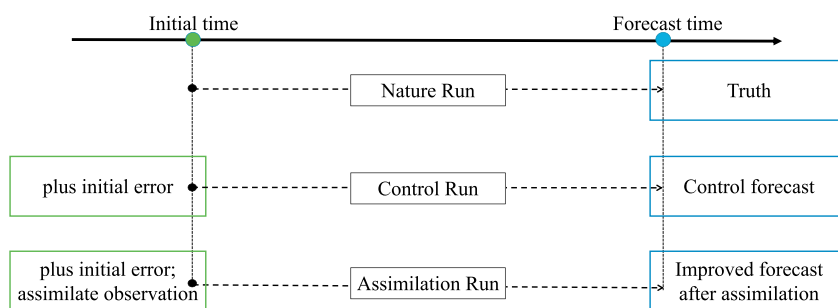 Initial time
Forecast time
Nature Run
Truth
plus initial error
Control Run
Control forecast
plus initial error;
assimilate observation
Assimilation Run
Improved forecast
after assimilation